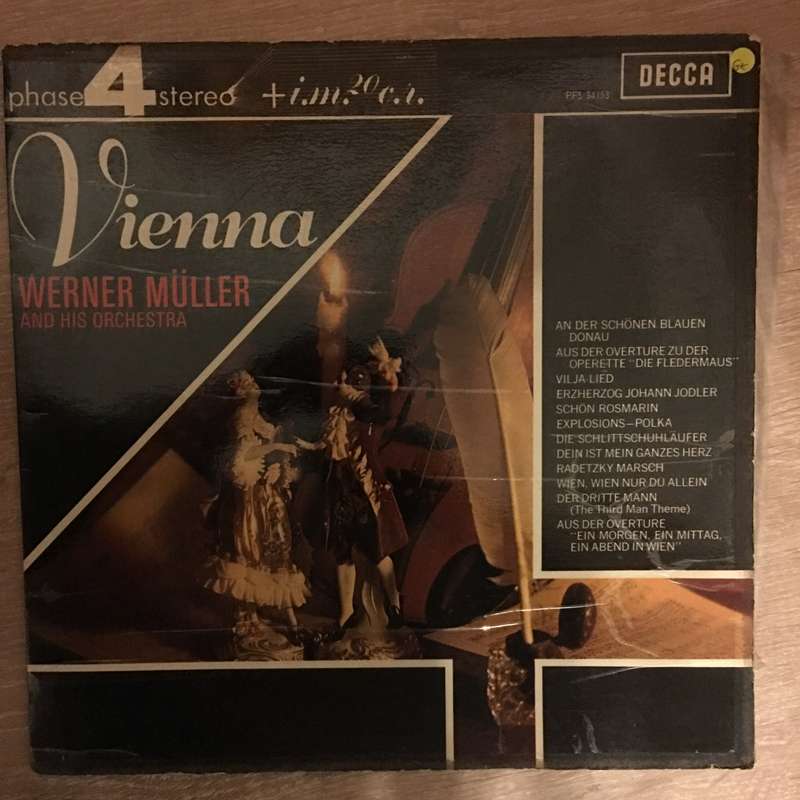 phase 4 stereo +i.m.20c.r.
DECCA
PFS 34153
Vienna
WERNER MÜLLER
AND HIS ORCHESTRA
AN DER SCHÖNEN BLAUEN
DONAU
AUS DER OVERTURE ZU DER
OPERETTE "DIE FLEDERMAUS"
VILJA-LIED
ERZHERZOG JOHANN JODLER
SCHÖN ROSMARIN
EXPLOSIONS–POLKA
DIE SCHLITTSCHUHLÄUFER
DEIN IST MEIN GANZES HERZ
RADETZKY MARSCH
WIEN, WIEN NUR DU ALLEIN
DER DRITTE MANN
(The Third Man Theme)
AUS DER OVERTURE
"EIN MORGEN, EIN MITTAG,
EIN ABEND IN WIEN"